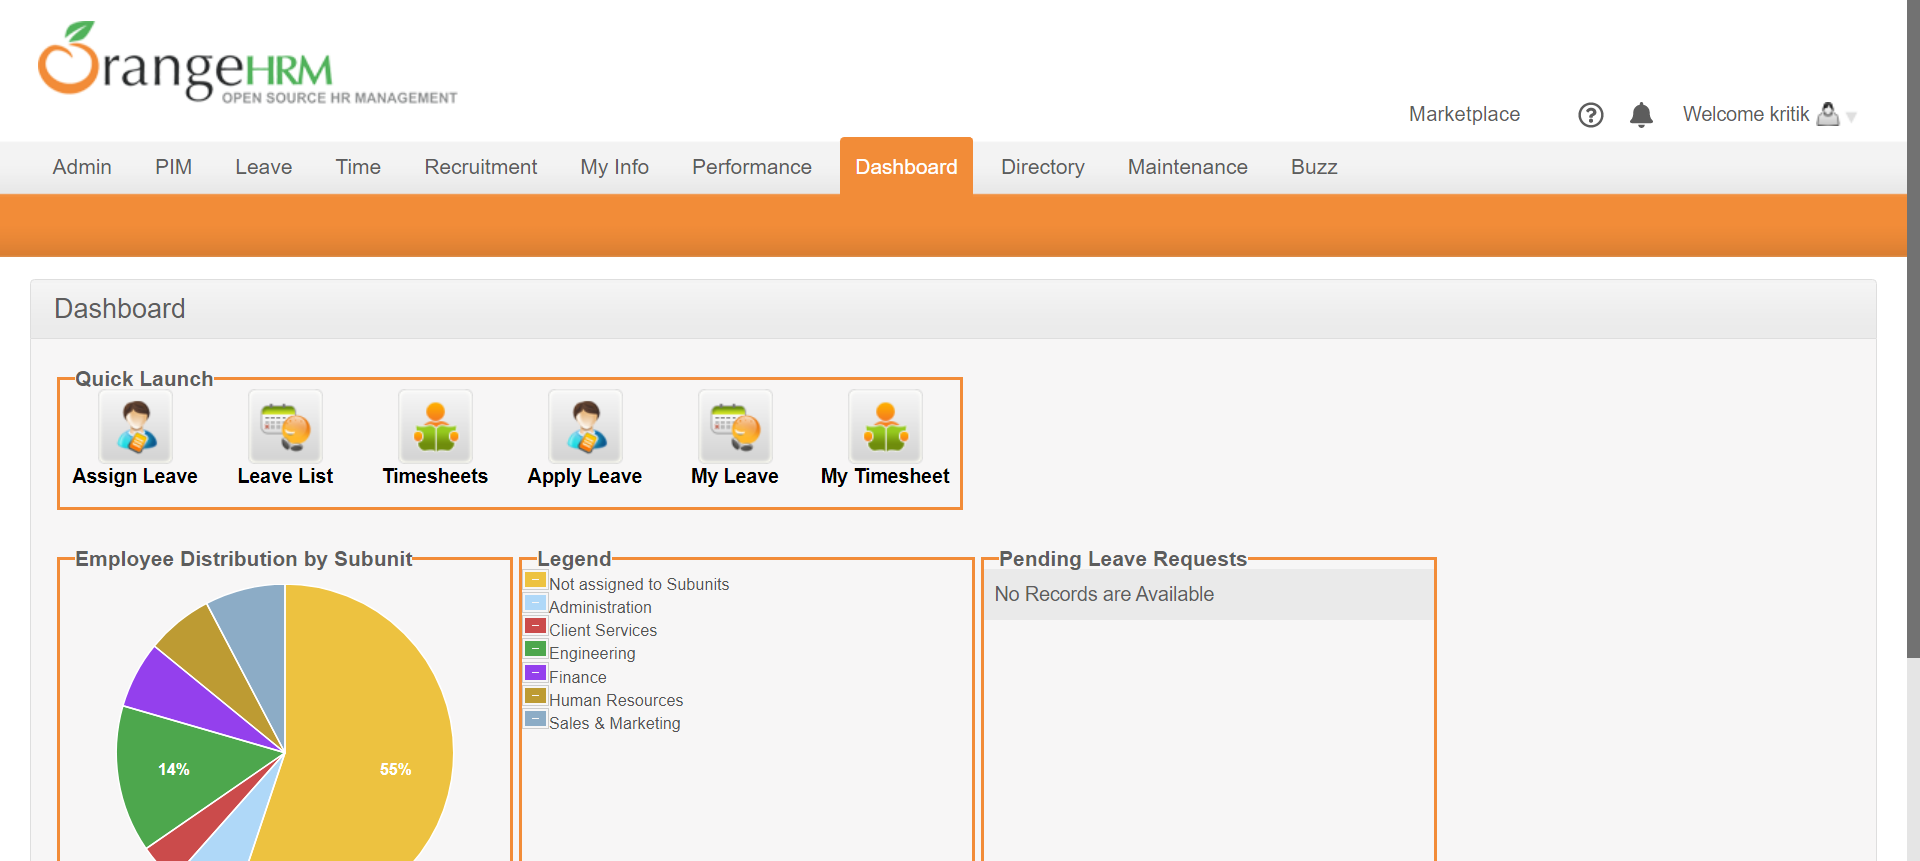 OrangeHRM
OPEN SOURCE HR MANAGEMENT
Marketplace
Welcome kritik
Admin PIM Leave Time Recruitment My Info Performance Dashboard Directory Maintenance Buzz
Dashboard
Quick Launch
Assign Leave Leave List Timesheets Apply Leave My Leave My Timesheet
Employee Distribution by Subunit
14%
55%
Legend
Not assigned to Subunits
Administration
Client Services
Engineering
Finance
Human Resources
Sales & Marketing
Pending Leave Requests
No Records are Available